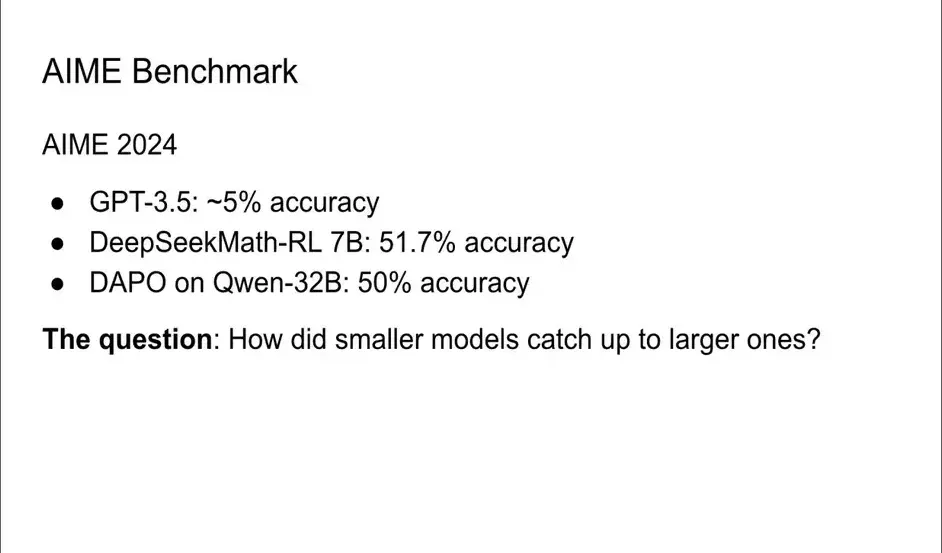 AIME Benchmark
AIME 2024
● GPT-3.5: ~5% accuracy
● DeepSeekMath-RL 7B: 51.7% accuracy
● DAPO on Qwen-32B: 50% accuracy
The question: How did smaller models catch up to larger ones?